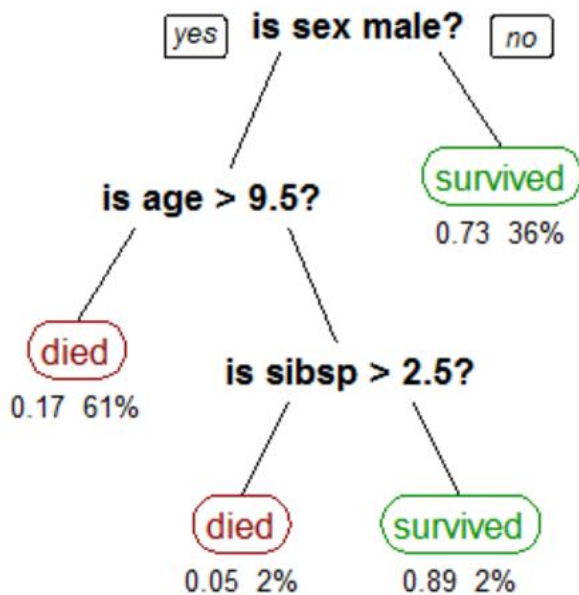 yes is sex male? no
survived
0.73 36%
is age > 9.5?
died
0.17 61%
is sibsp > 2.5?
died survived
0.05 2% 0.89 2%